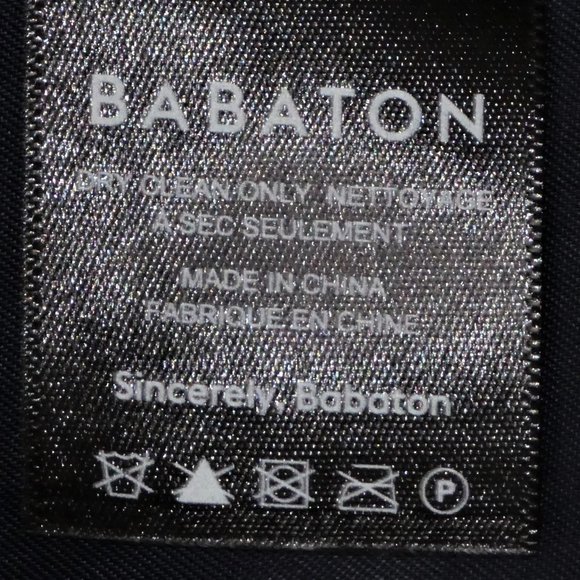 BABATON
DRY CLEAN ONLY. NETTOYAGE
À SEC SEULEMENT
MADE IN CHINA
FABRIQUE EN CHINE
Sincerely, Babaton
P